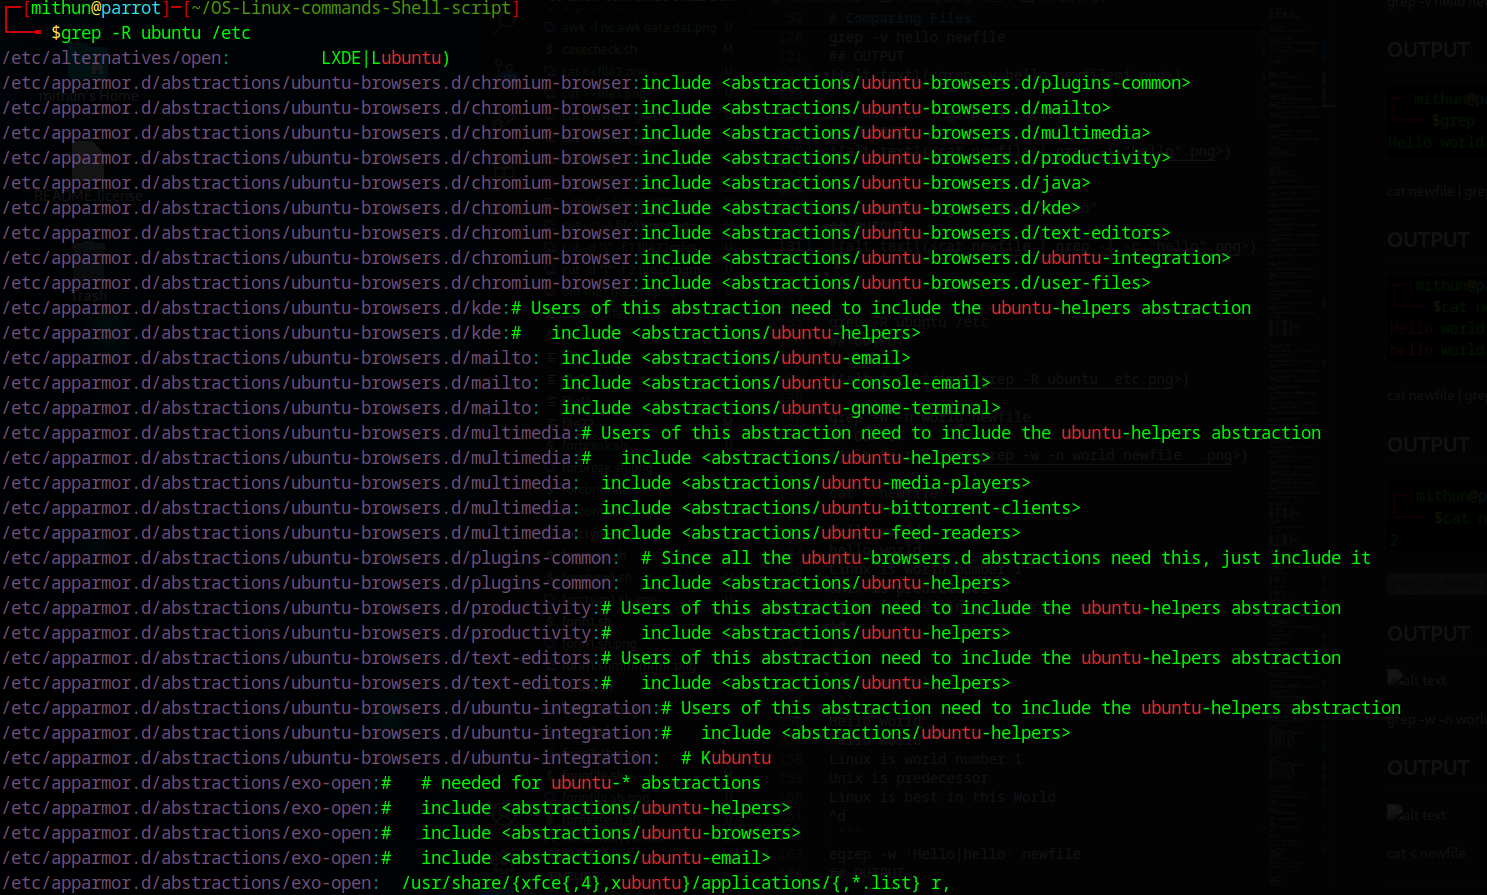 ┌─[mithun@parrot]─[~/OS-Linux-commands-Shell-script]
└──╼ $grep -R ubuntu /etc
/etc/alternatives/open:         LXDE|Lubuntu)
/etc/apparmor.d/abstractions/ubuntu-browsers.d/chromium-browser:include <abstractions/ubuntu-browsers.d/plugins-common>
/etc/apparmor.d/abstractions/ubuntu-browsers.d/chromium-browser:include <abstractions/ubuntu-browsers.d/mailto>
/etc/apparmor.d/abstractions/ubuntu-browsers.d/chromium-browser:include <abstractions/ubuntu-browsers.d/multimedia>
/etc/apparmor.d/abstractions/ubuntu-browsers.d/chromium-browser:include <abstractions/ubuntu-browsers.d/productivity>
/etc/apparmor.d/abstractions/ubuntu-browsers.d/chromium-browser:include <abstractions/ubuntu-browsers.d/java>
/etc/apparmor.d/abstractions/ubuntu-browsers.d/chromium-browser:include <abstractions/ubuntu-browsers.d/kde>
/etc/apparmor.d/abstractions/ubuntu-browsers.d/chromium-browser:include <abstractions/ubuntu-browsers.d/text-editors>
/etc/apparmor.d/abstractions/ubuntu-browsers.d/chromium-browser:include <abstractions/ubuntu-browsers.d/ubuntu-integration>
/etc/apparmor.d/abstractions/ubuntu-browsers.d/chromium-browser:include <abstractions/ubuntu-browsers.d/user-files>
/etc/apparmor.d/abstractions/ubuntu-browsers.d/kde:# Users of this abstraction need to include the ubuntu-helpers abstraction
/etc/apparmor.d/abstractions/ubuntu-browsers.d/kde:#   include <abstractions/ubuntu-helpers>
/etc/apparmor.d/abstractions/ubuntu-browsers.d/mailto:  include <abstractions/ubuntu-email>
/etc/apparmor.d/abstractions/ubuntu-browsers.d/mailto:  include <abstractions/ubuntu-console-email>
/etc/apparmor.d/abstractions/ubuntu-browsers.d/mailto:  include <abstractions/ubuntu-gnome-terminal>
/etc/apparmor.d/abstractions/ubuntu-browsers.d/multimedia:# Users of this abstraction need to include the ubuntu-helpers abstraction
/etc/apparmor.d/abstractions/ubuntu-browsers.d/multimedia:#   include <abstractions/ubuntu-helpers>
/etc/apparmor.d/abstractions/ubuntu-browsers.d/multimedia:  include <abstractions/ubuntu-media-players>
/etc/apparmor.d/abstractions/ubuntu-browsers.d/multimedia:  include <abstractions/ubuntu-bittorrent-clients>
/etc/apparmor.d/abstractions/ubuntu-browsers.d/multimedia:  include <abstractions/ubuntu-feed-readers>
/etc/apparmor.d/abstractions/ubuntu-browsers.d/plugins-common:  # Since all the ubuntu-browsers.d abstractions need this, just include it
/etc/apparmor.d/abstractions/ubuntu-browsers.d/plugins-common:  include <abstractions/ubuntu-helpers>
/etc/apparmor.d/abstractions/ubuntu-browsers.d/productivity:# Users of this abstraction need to include the ubuntu-helpers abstraction
/etc/apparmor.d/abstractions/ubuntu-browsers.d/productivity:#   include <abstractions/ubuntu-helpers>
/etc/apparmor.d/abstractions/ubuntu-browsers.d/text-editors:# Users of this abstraction need to include the ubuntu-helpers abstraction
/etc/apparmor.d/abstractions/ubuntu-browsers.d/text-editors:#   include <abstractions/ubuntu-helpers>
/etc/apparmor.d/abstractions/ubuntu-browsers.d/ubuntu-integration:# Users of this abstraction need to include the ubuntu-helpers abstraction
/etc/apparmor.d/abstractions/ubuntu-browsers.d/ubuntu-integration:#   include <abstractions/ubuntu-helpers>
/etc/apparmor.d/abstractions/ubuntu-browsers.d/ubuntu-integration:  # Kubuntu
/etc/apparmor.d/abstractions/exo-open:#   # needed for ubuntu-* abstractions
/etc/apparmor.d/abstractions/exo-open:#   include <abstractions/ubuntu-helpers>
/etc/apparmor.d/abstractions/exo-open:#   include <abstractions/ubuntu-browsers>
/etc/apparmor.d/abstractions/exo-open:#   include <abstractions/ubuntu-email>
/etc/apparmor.d/abstractions/exo-open:  /usr/share/{xfce{,4},xubuntu}/applications/{,*.list} r,